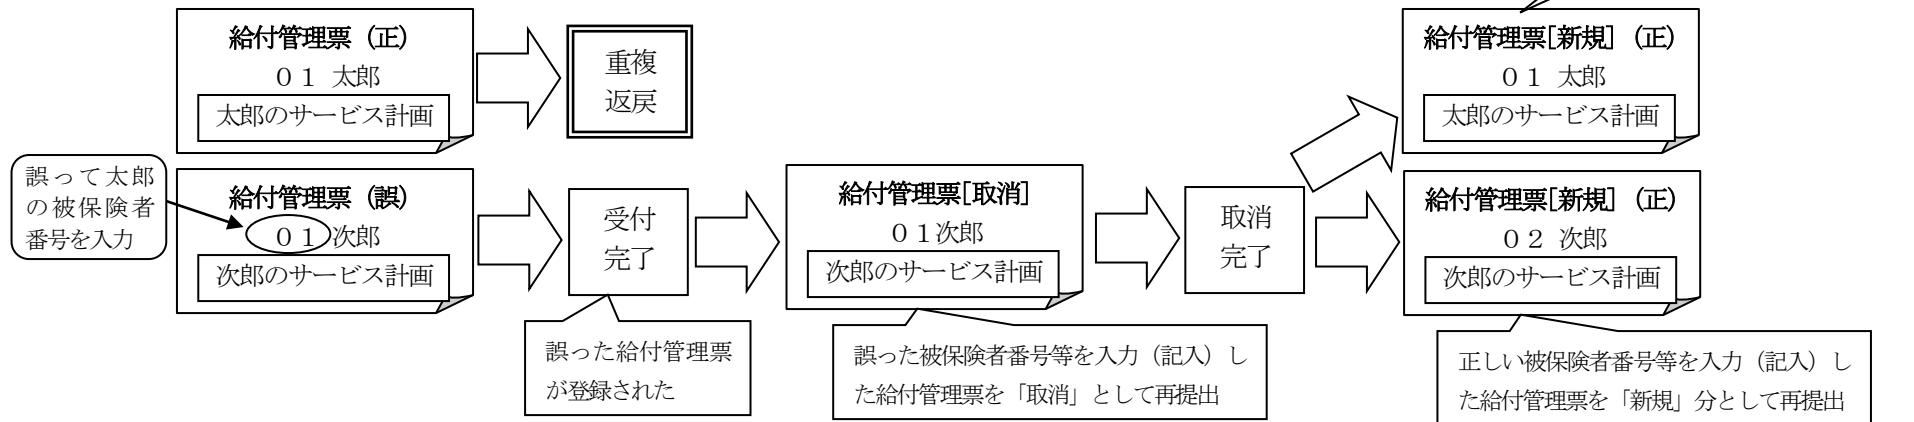 給付管理票（正）
０１ 太郎
太郎のサービス計画
重複
返戻
給付管理票[新規]（正）
０１ 太郎
太郎のサービス計画
誤って太郎
の被保険者
番号を入力
給付管理票（誤）
０１次郎
次郎のサービス計画
受付
完了
給付管理票[取消]
０１次郎
次郎のサービス計画
取消
完了
給付管理票[新規]（正）
０２ 次郎
次郎のサービス計画
誤った給付管理票
が登録された
誤った被保険者番号等を入力（記入）し
た給付管理票を「取消」として再提出
正しい被保険者番号等を入力（記入）し
た給付管理票を「新規」分として再提出